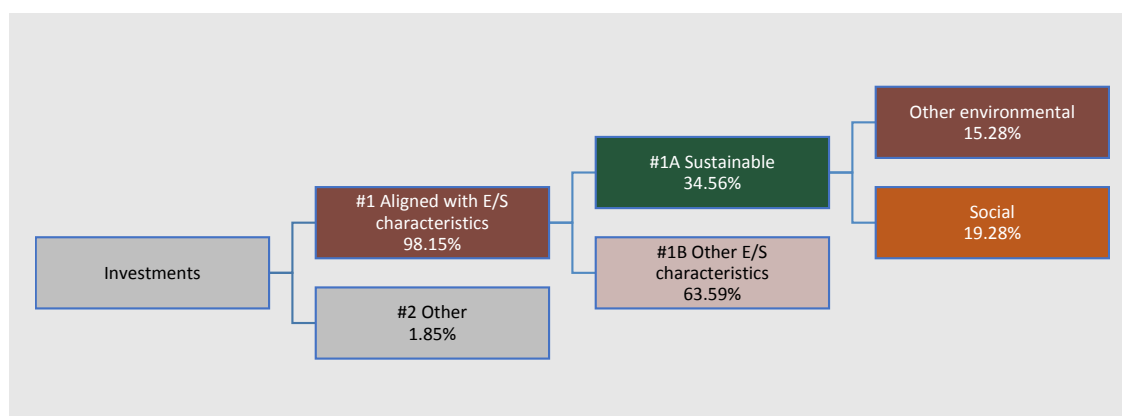 Investments
#1 Aligned with E/S
characteristics
98.15%
#2 Other
1.85%
#1A Sustainable
34.56%
#1B Other E/S
characteristics
63.59%
Other environmental
15.28%
Social
19.28%